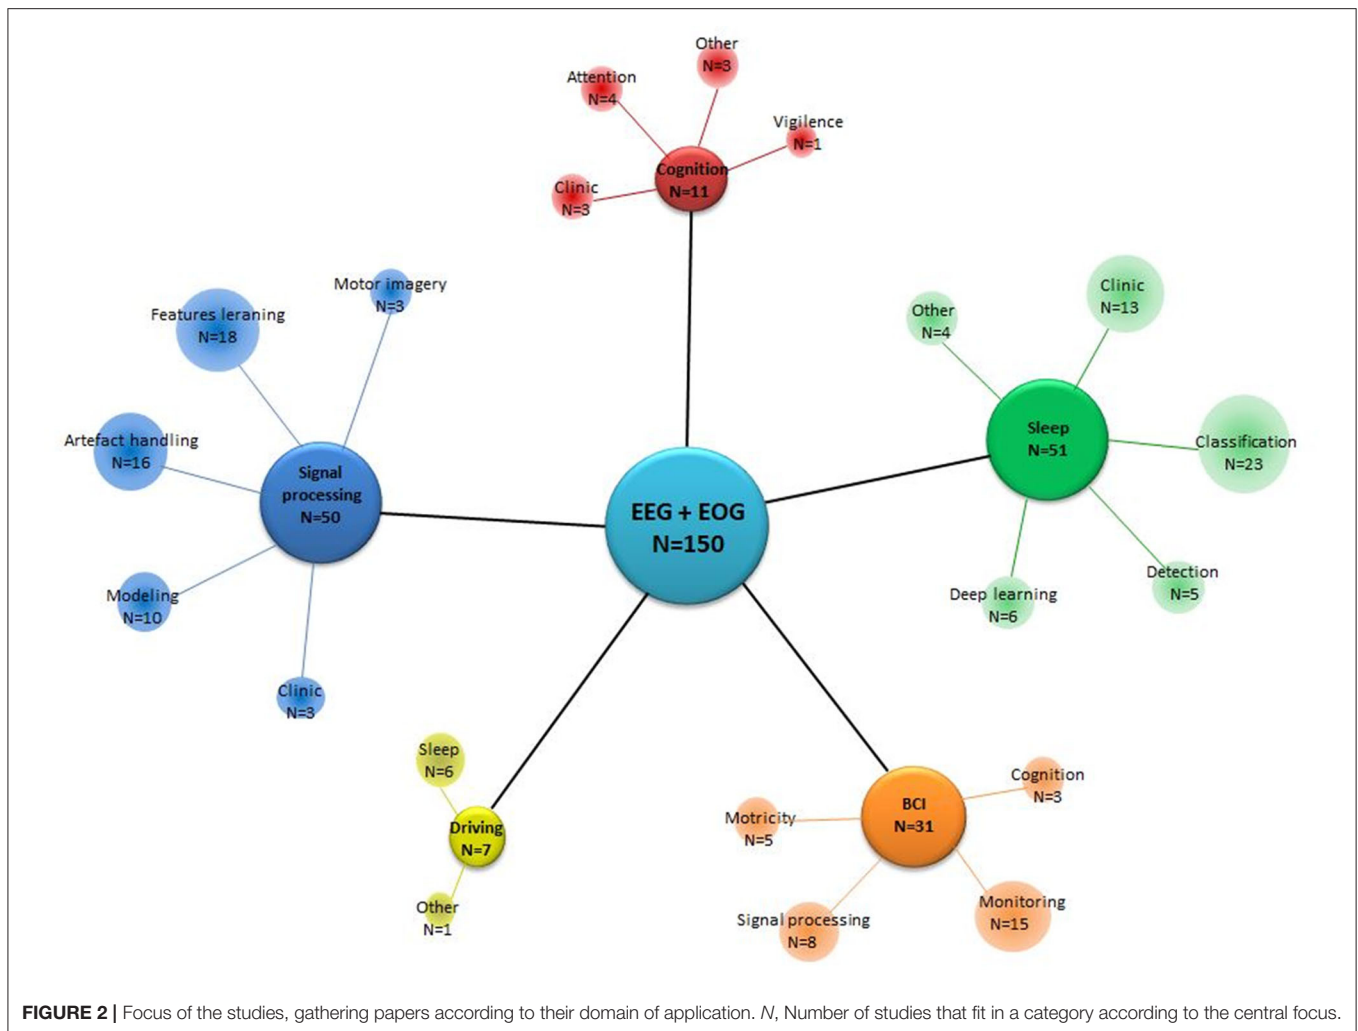 Other
N=3
Attention
N=4
Vigilence
N=1
Cognition
N=11
Clinic
N=3
Motor imagery
N=3
Features leraning
N=18
Artefact handling
N=16
Signal
processing
N=50
Modeling
N=10
Clinic
N=3
EEG + EOG
N=150
Clinic
N=13
Other
N=4
Sleep
N=51
Classification
N=23
Detection
N=5
Deep learning
N=6
Sleep
N=6
Driving
N=7
Other
N=1
Cognition
N=3
BCI
N=31
Motricity
N=5
Monitoring
N=15
Signal processing
N=8
FIGURE 2 | Focus of the studies, gathering papers according to their domain of application. N, Number of studies that fit in a category according to the central focus.